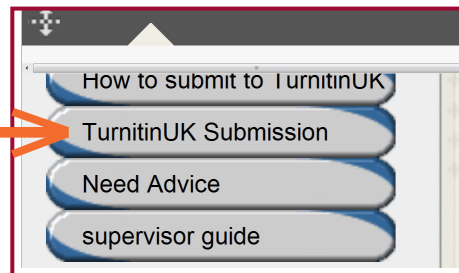 How to submit to TurnitinUK
TurnitinUK Submission
Need Advice
supervisor guide